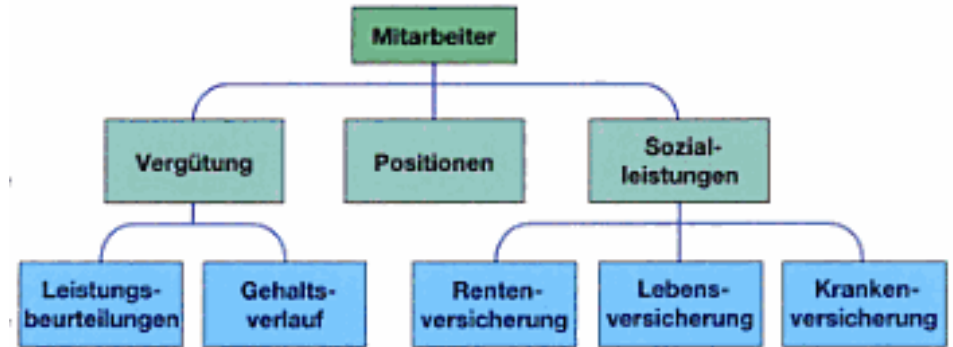 Mitarbeiter
Vergütung
Positionen
Sozial-
leistungen
Leistungs-
beurteilungen
Gehalts-
verlauf
Renten-
versicherung
Lebens-
versicherung
Kranken-
versicherung